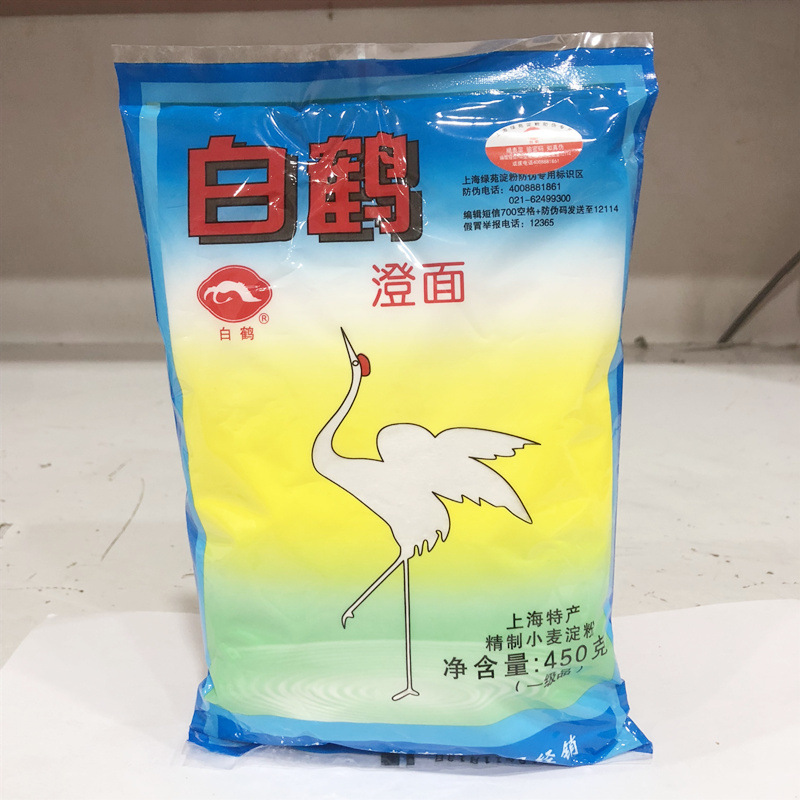 白鹤
上海绿苑淀粉防伪专用标识区
防伪电话：4008881861
021-62499300
编辑短信700空格+防伪码发送至12114
假冒举报电话：12365
澄面
白鹤
®
上海特产
精制小麦淀粉
净含量:450克
经销